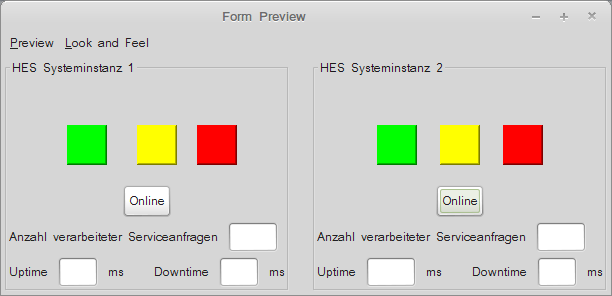 Form Preview
Preview Look and Feel
HES Systeminstanz 1
Online
Anzahl verarbeiteter Serviceanfragen
Uptime ms Downtime ms
HES Systeminstanz 2
Online
Anzahl verarbeiteter Serviceanfragen
Uptime ms Downtime ms